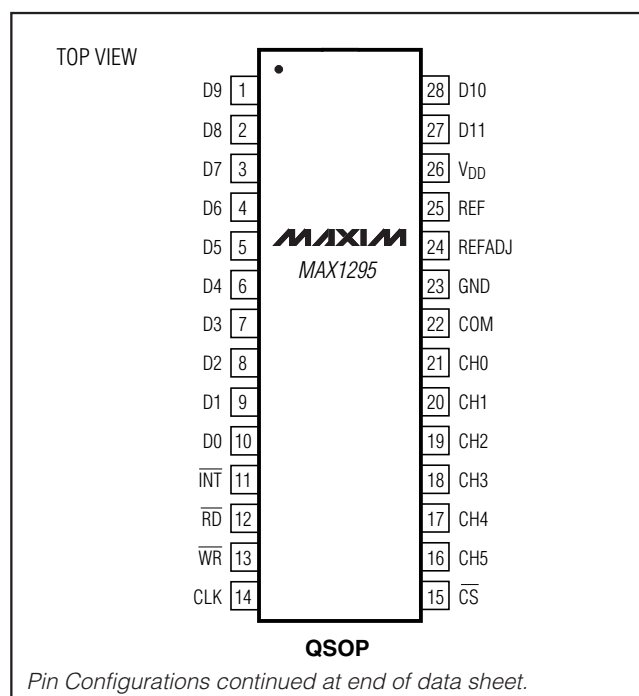 TOP VIEW
D9 1
D8 2
D7 3
D6 4
D5 5
D4 6
D3 7
D2 8
D1 9
D0 10
INT 11
RD 12
WR 13
CLK 14
MAXIM
MAX1295
28 D10
27 D11
26 VDD
25 REF
24 REFADJ
23 GND
22 COM
21 CH0
20 CH1
19 CH2
18 CH3
17 CH4
16 CH5
15 CS
QSOP
Pin Configurations continued at end of data sheet.